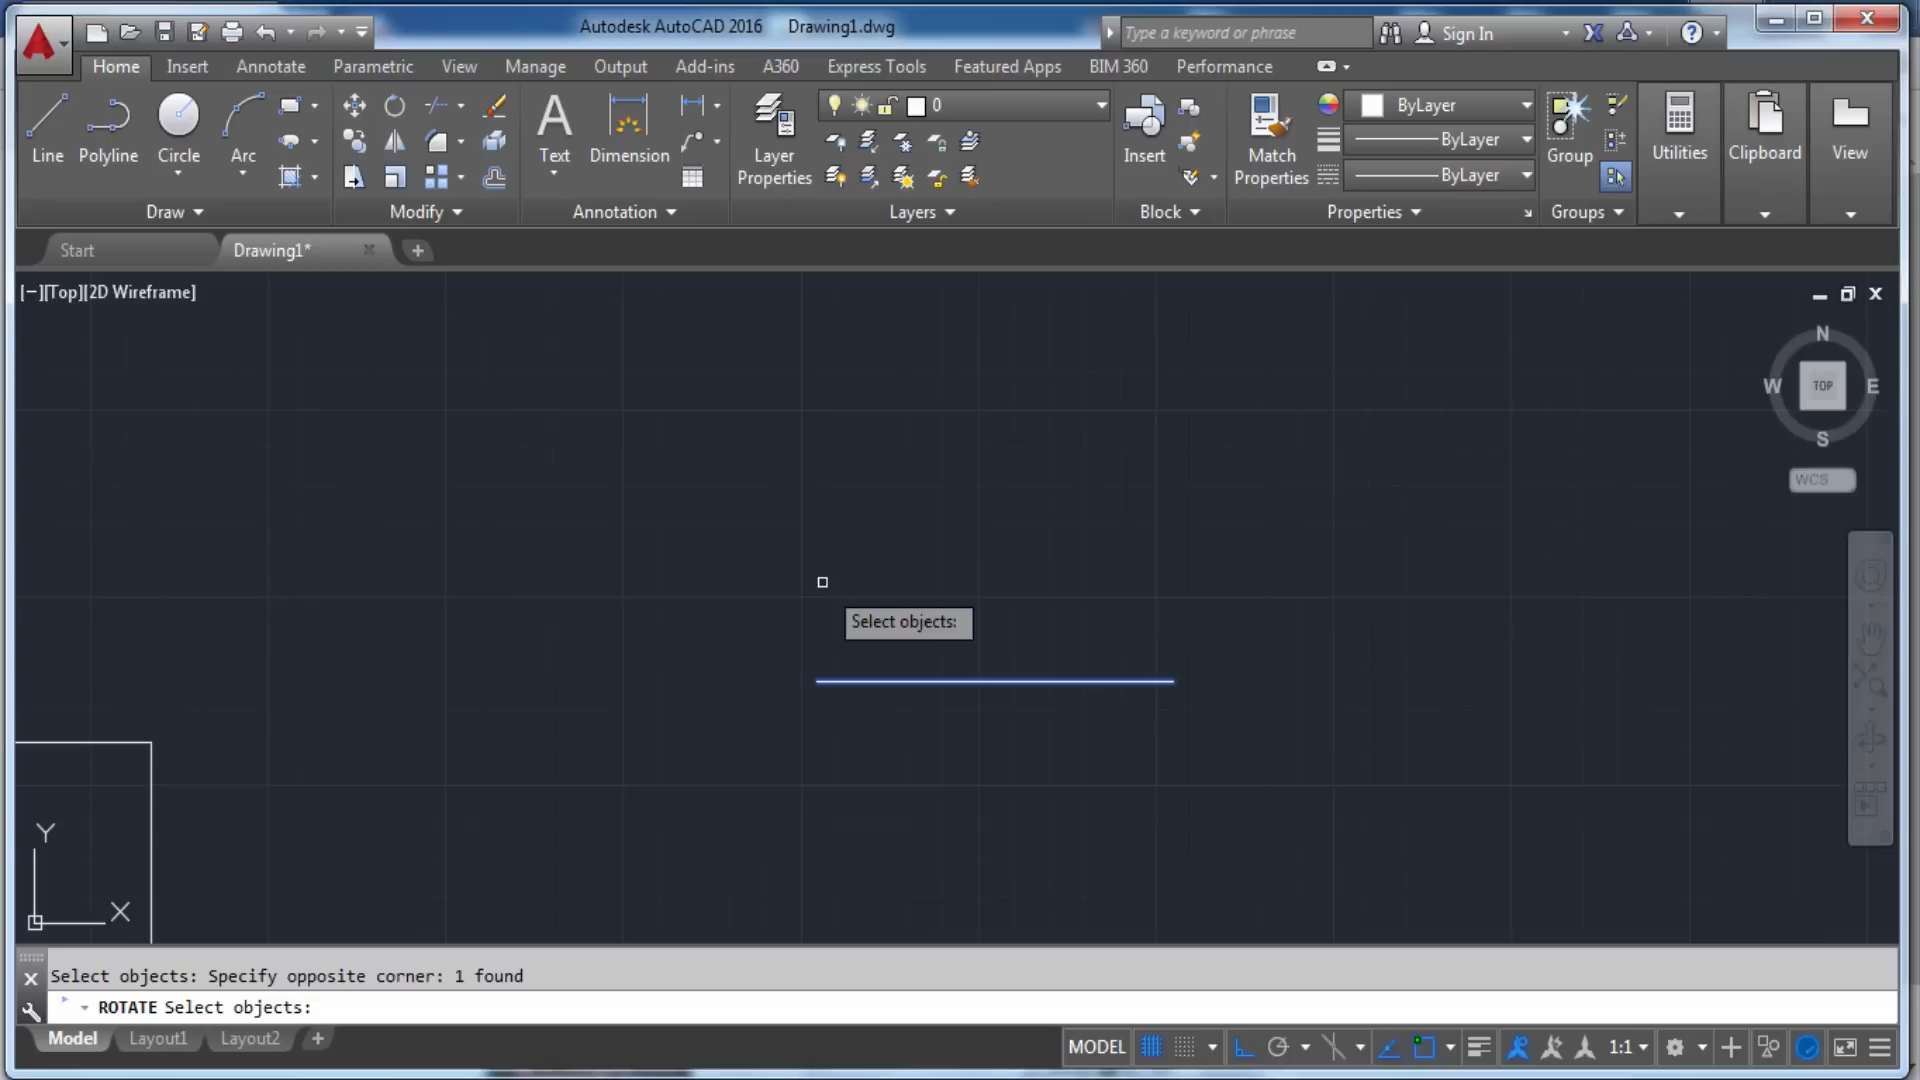 Autodesk AutoCAD 2016 Drawing1.dwg
Type a keyword or phrase
Sign In
Home Insert Annotate Parametric View Manage Output Add-ins A360 Express Tools Featured Apps BIM 360 Performance
0
ByLayer
ByLayer
ByLayer
Line Polyline Circle Arc
Text Dimension
Layer Properties
Insert
Match Properties
Group
Utilities
Clipboard
View
Draw Modify Annotation Layers Block Properties Groups
Start Drawing1*
[−][Top][2D Wireframe]
N
W TOP E
S
WCS
Select objects:
Y
X
Select objects: Specify opposite corner: 1 found
ROTATE Select objects:
Model Layout1 Layout2
MODEL 1:1